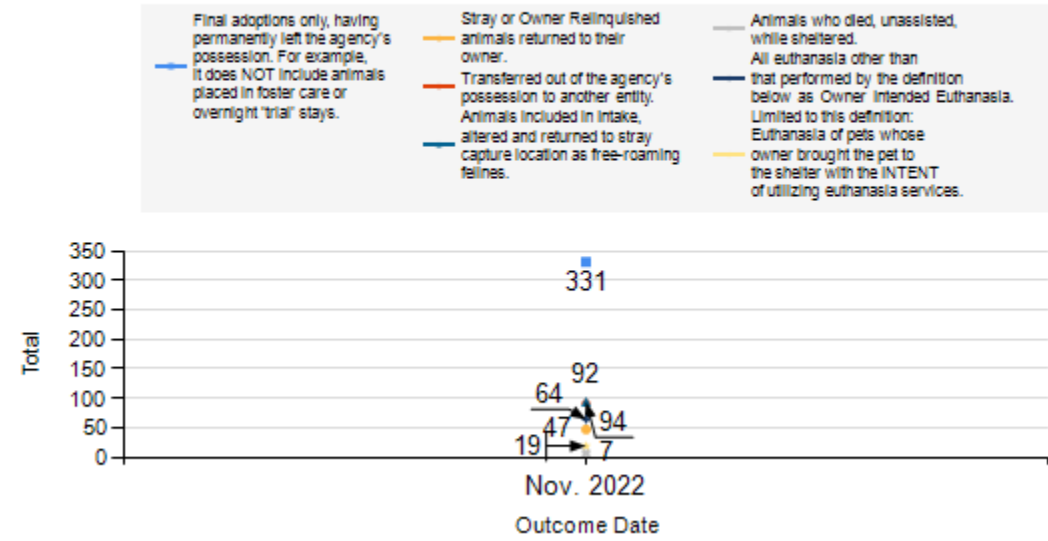 Final adoptions only, having
permanently left the agency's
possession. For example,
it does NOT include animals
placed in foster care or
overnight "trial" stays.
Stray or Owner Relinquished
animals returned to their
owner.
Transferred out of the agency's
possession to another entity.
Animals included in intake,
altered and returned to stray
capture location as free-roaming
felines.
Animals who died, unassisted,
while sheltered.
All euthanasia other than
that performed by the definition
below as Owner Intended Euthanasia.
Limited to this definition:
Euthanasia of pets whose
owner brought the pet to
the shelter with the INTENT
of utilizing euthanasia services.
Total
350
300
250
200
150
100
50
0
331
92
64
47
94
19
7
Nov. 2022
Outcome Date